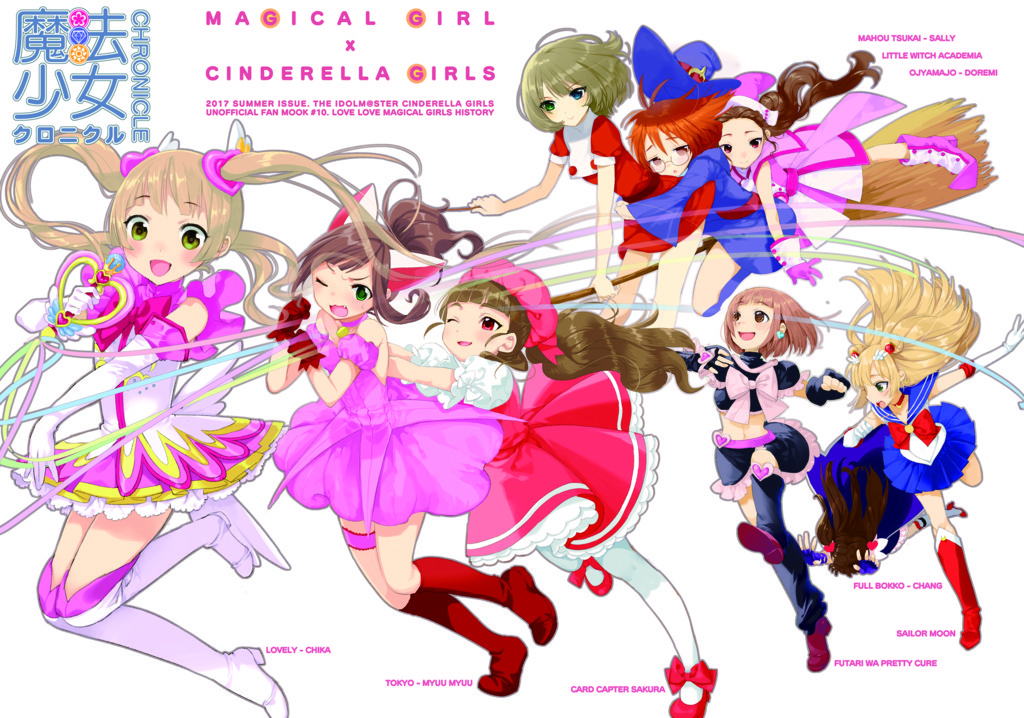 魔法
少女
クロニクル
CHRONICLE
MAGICAL GIRL
x
CINDERELLA GIRLS
2017 SUMMER ISSUE. THE IDOLM@STER CINDERELLA GIRLS
UNOFFICIAL FAN MOOK #10. LOVE LOVE MAGICAL GIRLS HISTORY
MAHOU TSUKAI - SALLY
LITTLE WITCH ACADEMIA
OJYAMAJO - DOREMI
FULL BOKKO - CHANG
SAILOR MOON
FUTARI WA PRETTY CURE
LOVELY - CHIKA
TOKYO - MYUU MYUU
CARD CAPTER SAKURA